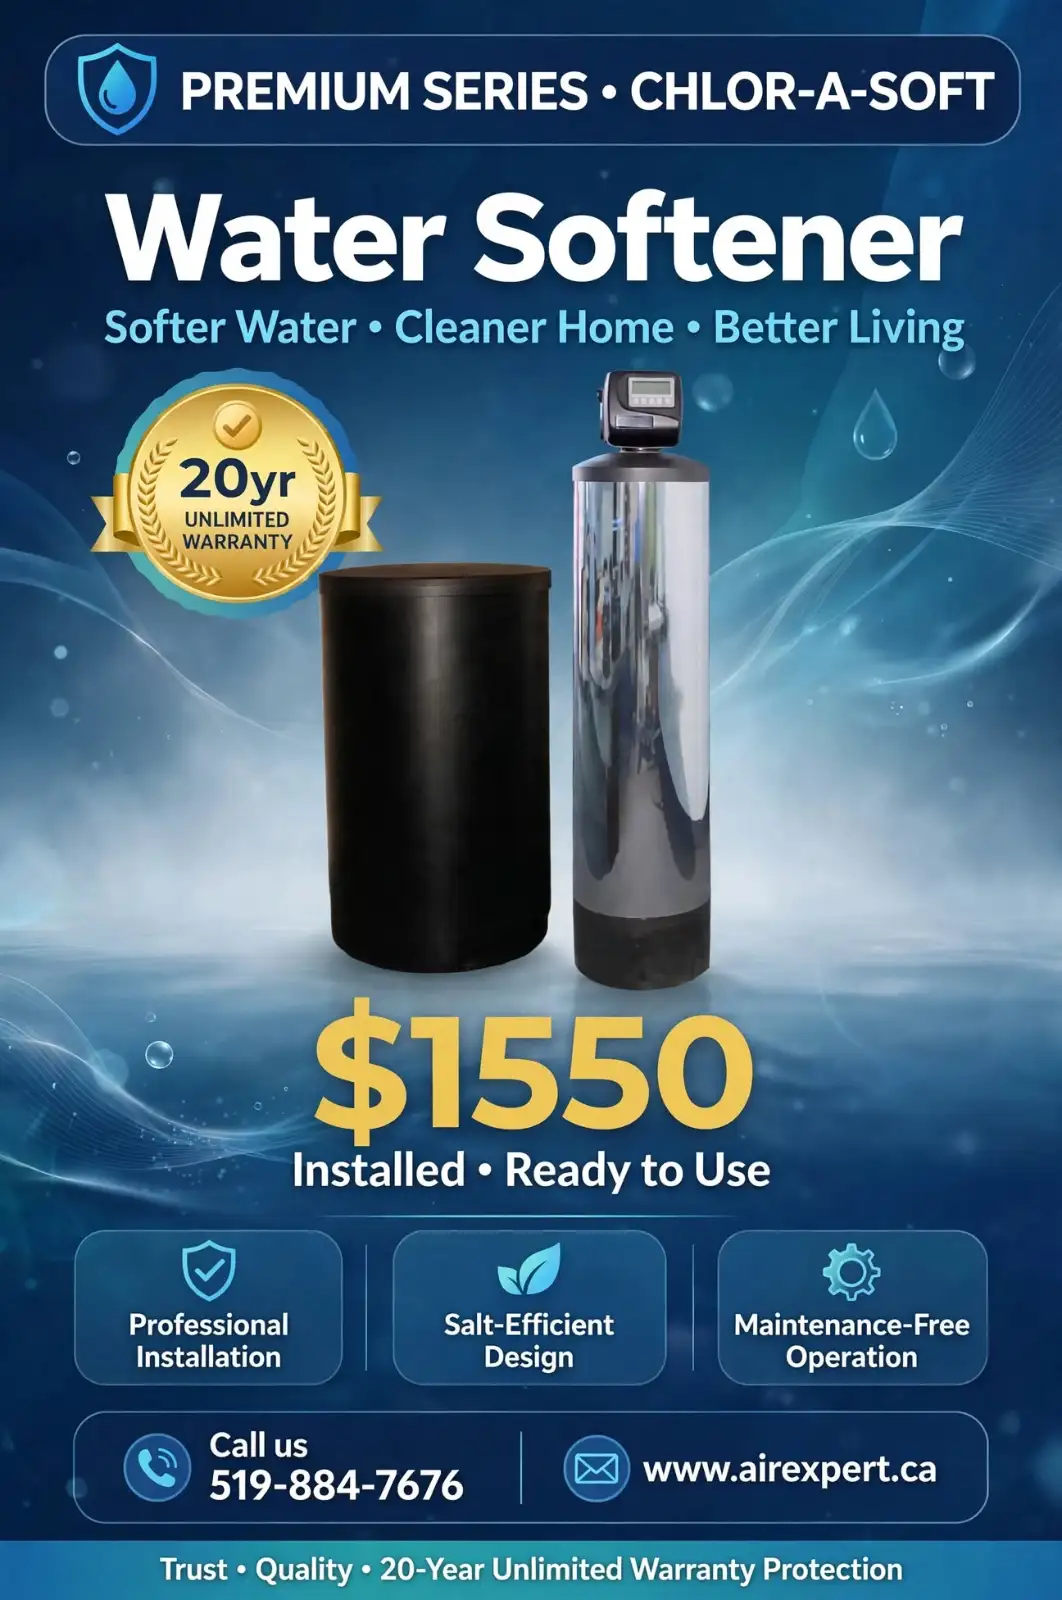 PREMIUM SERIES • CHLOR-A-SOFT
Water Softener
Softer Water • Cleaner Home • Better Living
20yr
UNLIMITED
WARRANTY
$1550
Installed • Ready to Use
Professional
Installation
Salt-Efficient
Design
Maintenance-Free
Operation
Call us
519-884-7676
www.airexpert.ca
Trust • Quality • 20-Year Unlimited Warranty Protection